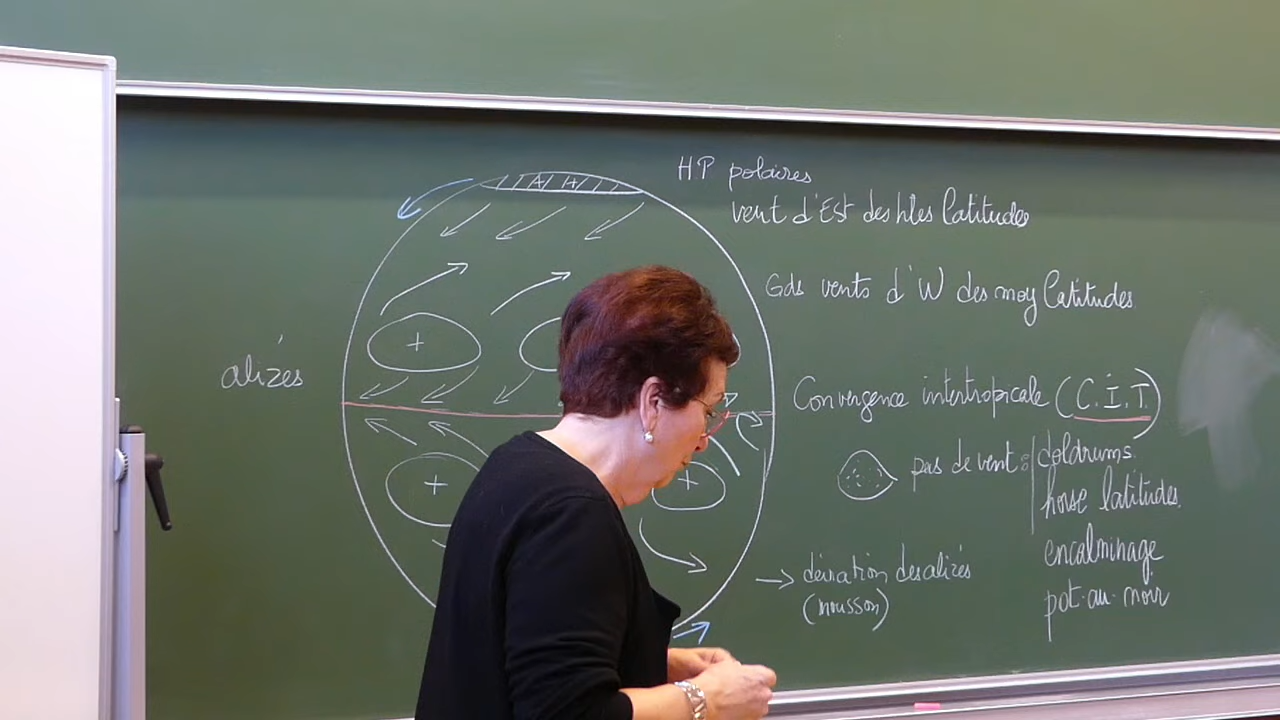 HP polaires
vent d'Est des htes latitudes
Gds vents d'W des moy latitudes
alizés
Convergence intertropicale (C.I.T.)
pas de vent : doldrums
horse latitudes
encalminage
pot-au-noir
→ déviation des alizés
(mousson)
+ +
+
+ +